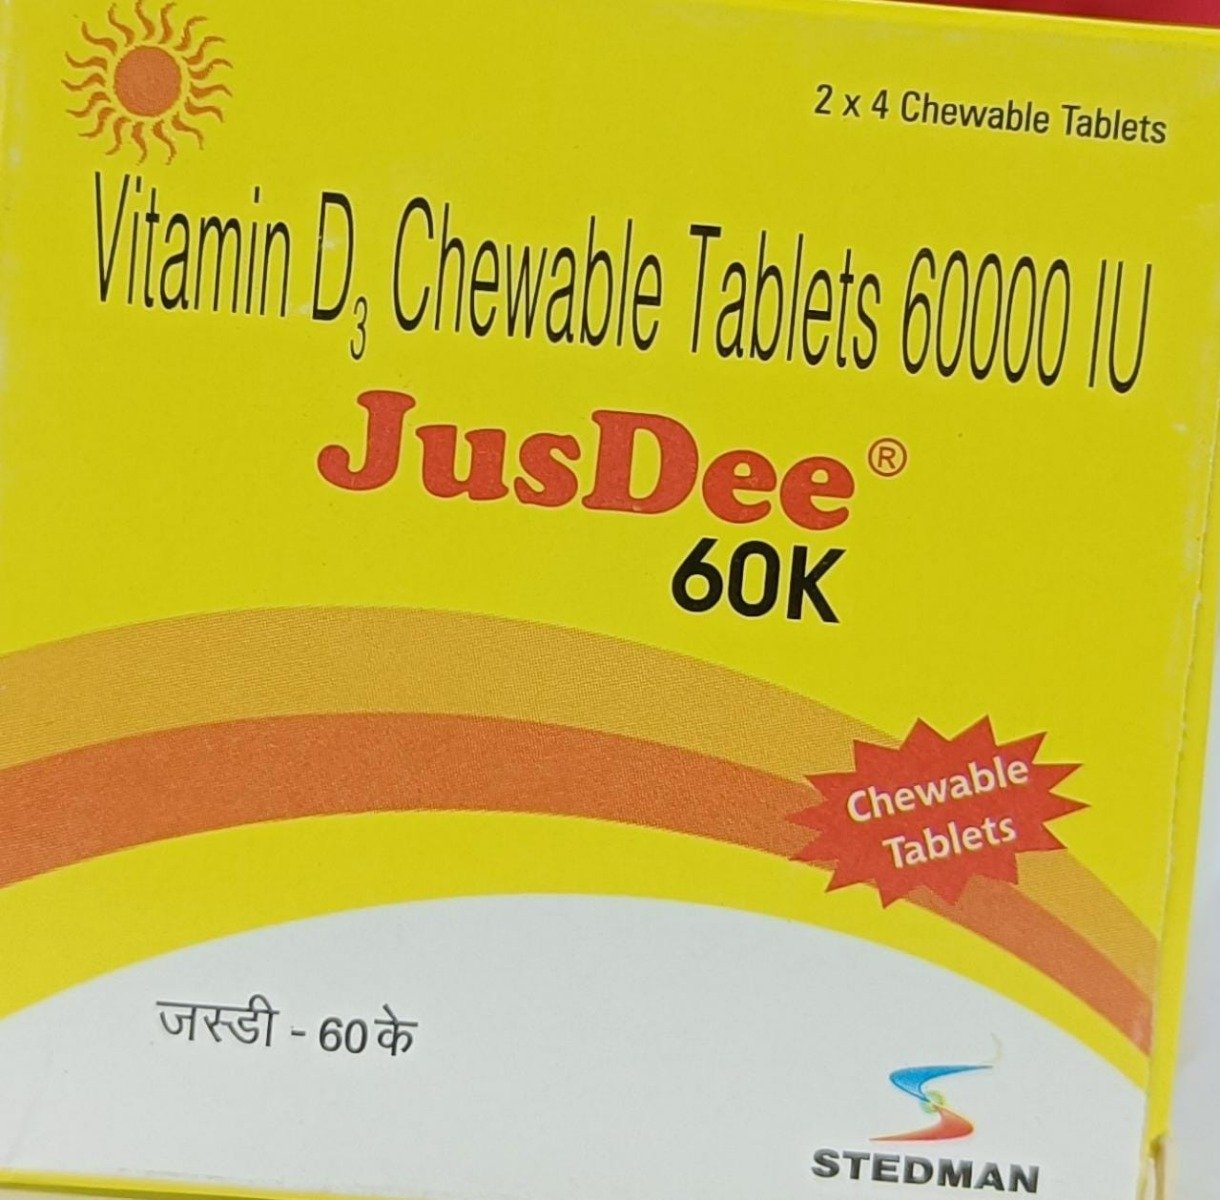 2 x 4 Chewable Tablets
Vitamin D₃ Chewable Tablets 60000 IU
JusDee®
60K
Chewable
Tablets
जस्डी - 60 के
STEDMAN